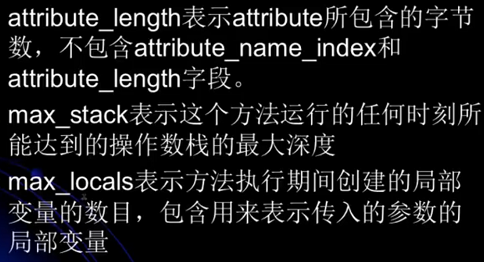 attribute_length表示attribute所包含的字节
数，不包含attribute_name_index和
attribute_length字段。
max_stack表示这个方法运行的任何时刻所
能达到的操作数栈的最大深度
max_locals表示方法执行期间创建的局部
变量的数目，包含用来表示传入的参数的
局部变量